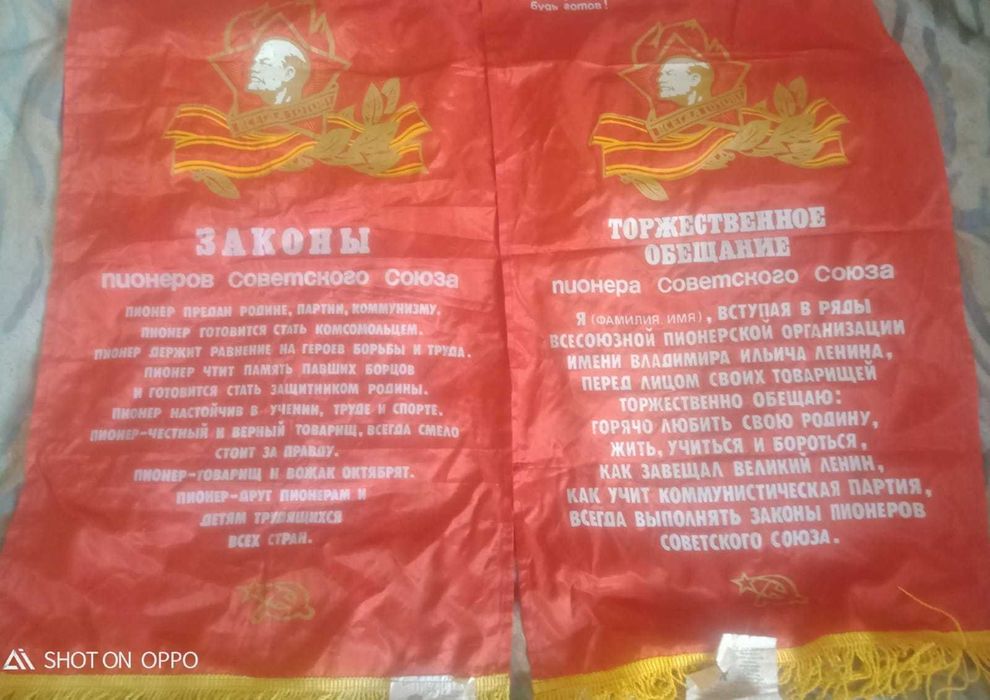 будь готов!
ВСЕГДА ГОТОВ!
ЗАКОНЫ
пионеров Советского Союза
ПИОНЕР ПРЕДАН РОДИНЕ, ПАРТИИ, КОММУНИЗМУ.
ПИОНЕР ГОТОВИТСЯ СТАТЬ КОМСОМОЛЬЦЕМ.
ПИОНЕР ДЕРЖИТ РАВНЕНИЕ НА ГЕРОЕВ БОРЬБЫ И ТРУДА.
ПИОНЕР ЧТИТ ПАМЯТЬ ПАВШИХ БОРЦОВ
И ГОТОВИТСЯ СТАТЬ ЗАЩИТНИКОМ РОДИНЫ.
ПИОНЕР НАСТОЙЧИВ В УЧЕНИИ, ТРУДЕ И СПОРТЕ.
ПИОНЕР-ЧЕСТНЫЙ И ВЕРНЫЙ ТОВАРИЩ, ВСЕГДА СМЕЛО
СТОИТ ЗА ПРАВДУ.
ПИОНЕР-ТОВАРИЩ И ВОЖАК ОКТЯБРЯТ.
ПИОНЕР-ДРУГ ПИОНЕРАМ И
ДЕТЯМ ТРУДЯЩИХСЯ
ВСЕХ СТРАН.
ВСЕГДА ГОТОВ!
ТОРЖЕСТВЕННОЕ
ОБЕЩАНИЕ
пионера Советского Союза
Я (ФАМИЛИЯ, ИМЯ), ВСТУПАЯ В РЯДЫ
ВСЕСОЮЗНОЙ ПИОНЕРСКОЙ ОРГАНИЗАЦИИ
ИМЕНИ ВЛАДИМИРА ИЛЬИЧА ЛЕНИНА,
ПЕРЕД ЛИЦОМ СВОИХ ТОВАРИЩЕЙ
ТОРЖЕСТВЕННО ОБЕЩАЮ:
ГОРЯЧО ЛЮБИТЬ СВОЮ РОДИНУ,
ЖИТЬ, УЧИТЬСЯ И БОРОТЬСЯ,
КАК ЗАВЕЩАЛ ВЕЛИКИЙ ЛЕНИН,
КАК УЧИТ КОММУНИСТИЧЕСКАЯ ПАРТИЯ,
ВСЕГДА ВЫПОЛНЯТЬ ЗАКОНЫ ПИОНЕРОВ
СОВЕТСКОГО СОЮЗА.
SHOT ON OPPO